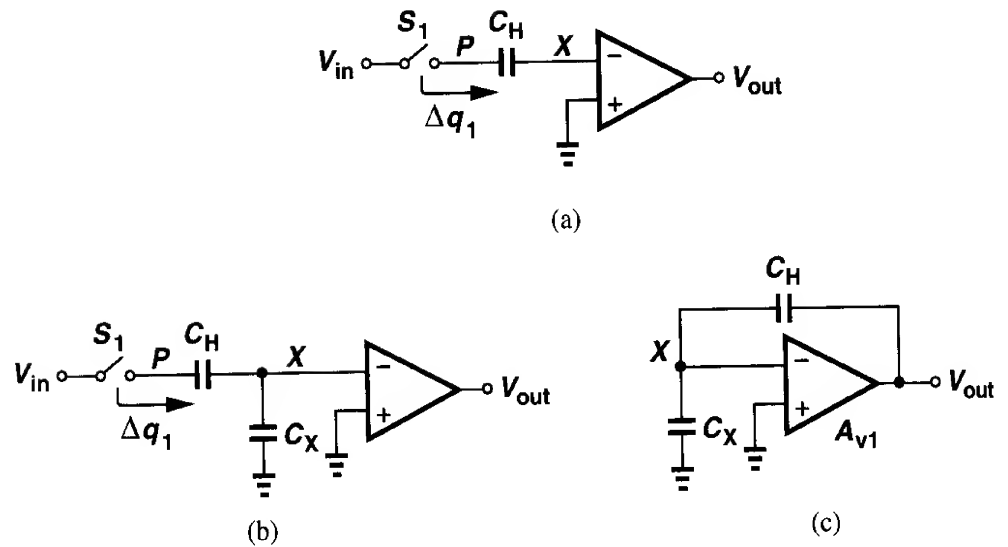 S1
CH
P
X
Vin
−
+
Vout
Δq1
(a)
S1
CH
P
X
Vin
−
+
Vout
Δq1
CX
(b)
CH
X
−
+
Vout
CX
Av1
(c)